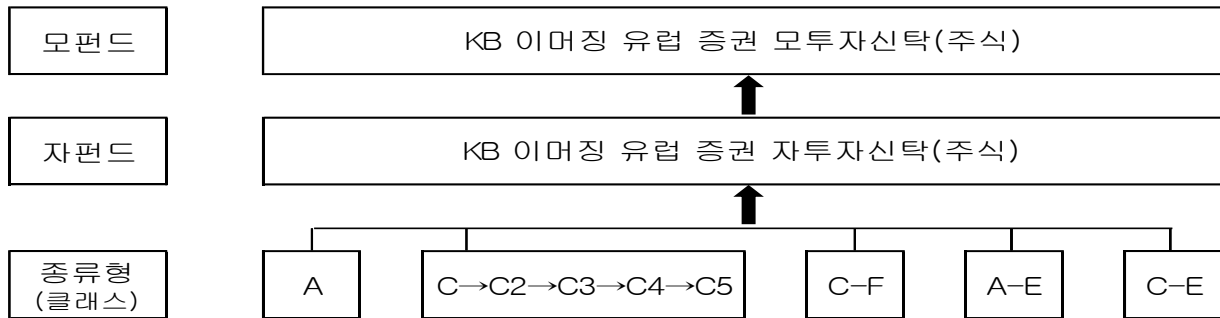 모펀드
KB 이머징 유럽 증권 모투자신탁(주식)
자펀드
KB 이머징 유럽 증권 자투자신탁(주식)
종류형
(클래스)
A
C→C2→C3→C4→C5
C-F
A-E
C-E